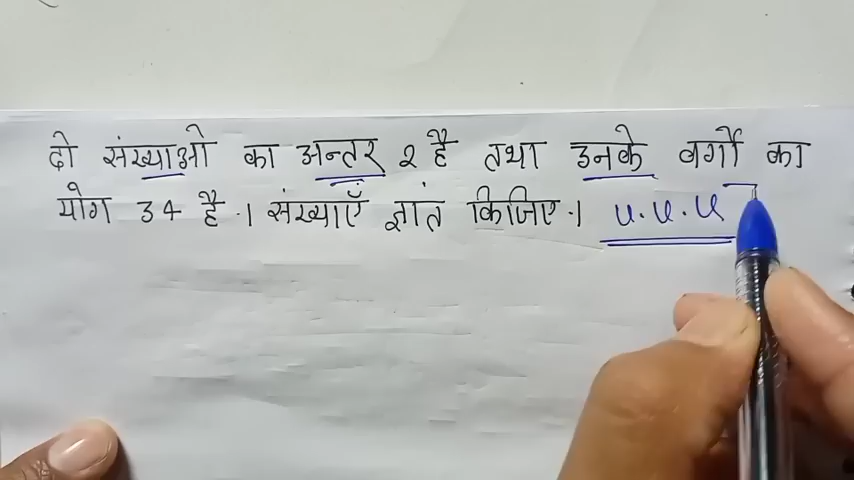 दो संख्याओ का अन्तर 2 है तथा उनके वर्गो का
योग 34 है।संख्याएँ ज्ञांत किजिए।